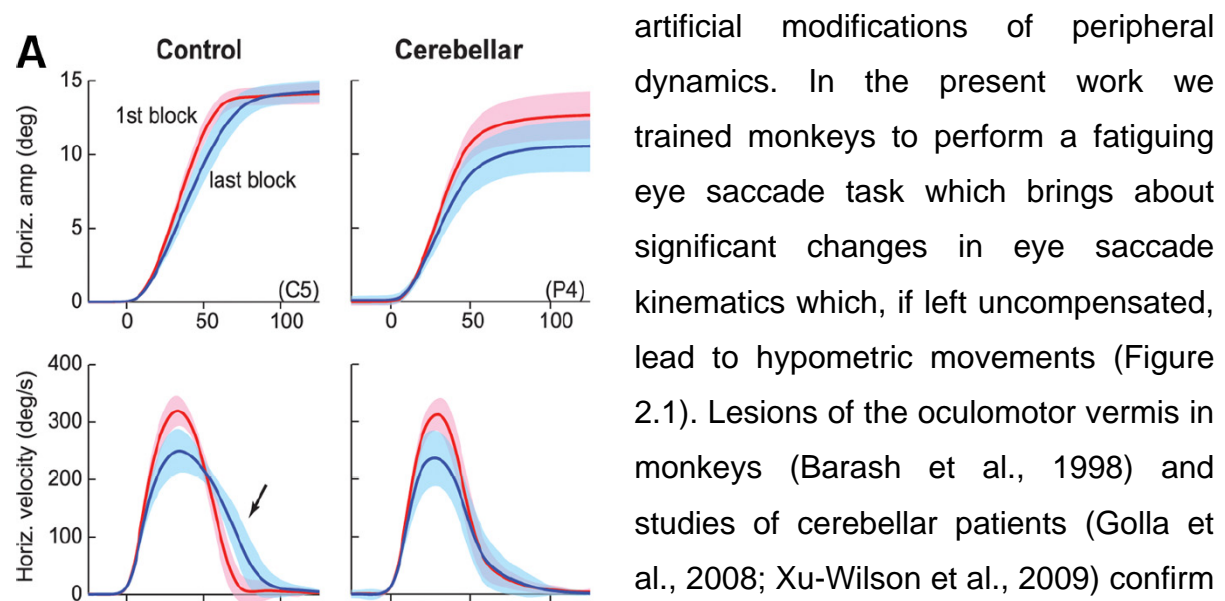 A
Control
Cerebellar
Horiz. amp (deg)
15
10
5
0
1st block
last block
(C5)
(P4)
0 50 100
0 50 100
Horiz. velocity (deg/s)
400
300
200
100
0
artificial modifications of peripheral
dynamics. In the present work we
trained monkeys to perform a fatiguing
eye saccade task which brings about
significant changes in eye saccade
kinematics which, if left uncompensated,
lead to hypometric movements (Figure
2.1). Lesions of the oculomotor vermis in
monkeys (Barash et al., 1998) and
studies of cerebellar patients (Golla et
al., 2008; Xu-Wilson et al., 2009) confirm